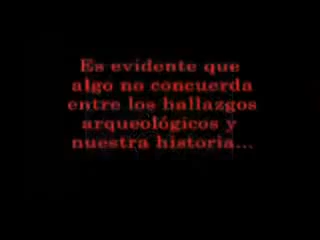 Es evidente que
algo no concuerda
entre los hallazgos
arqueológicos y
nuestra historia...